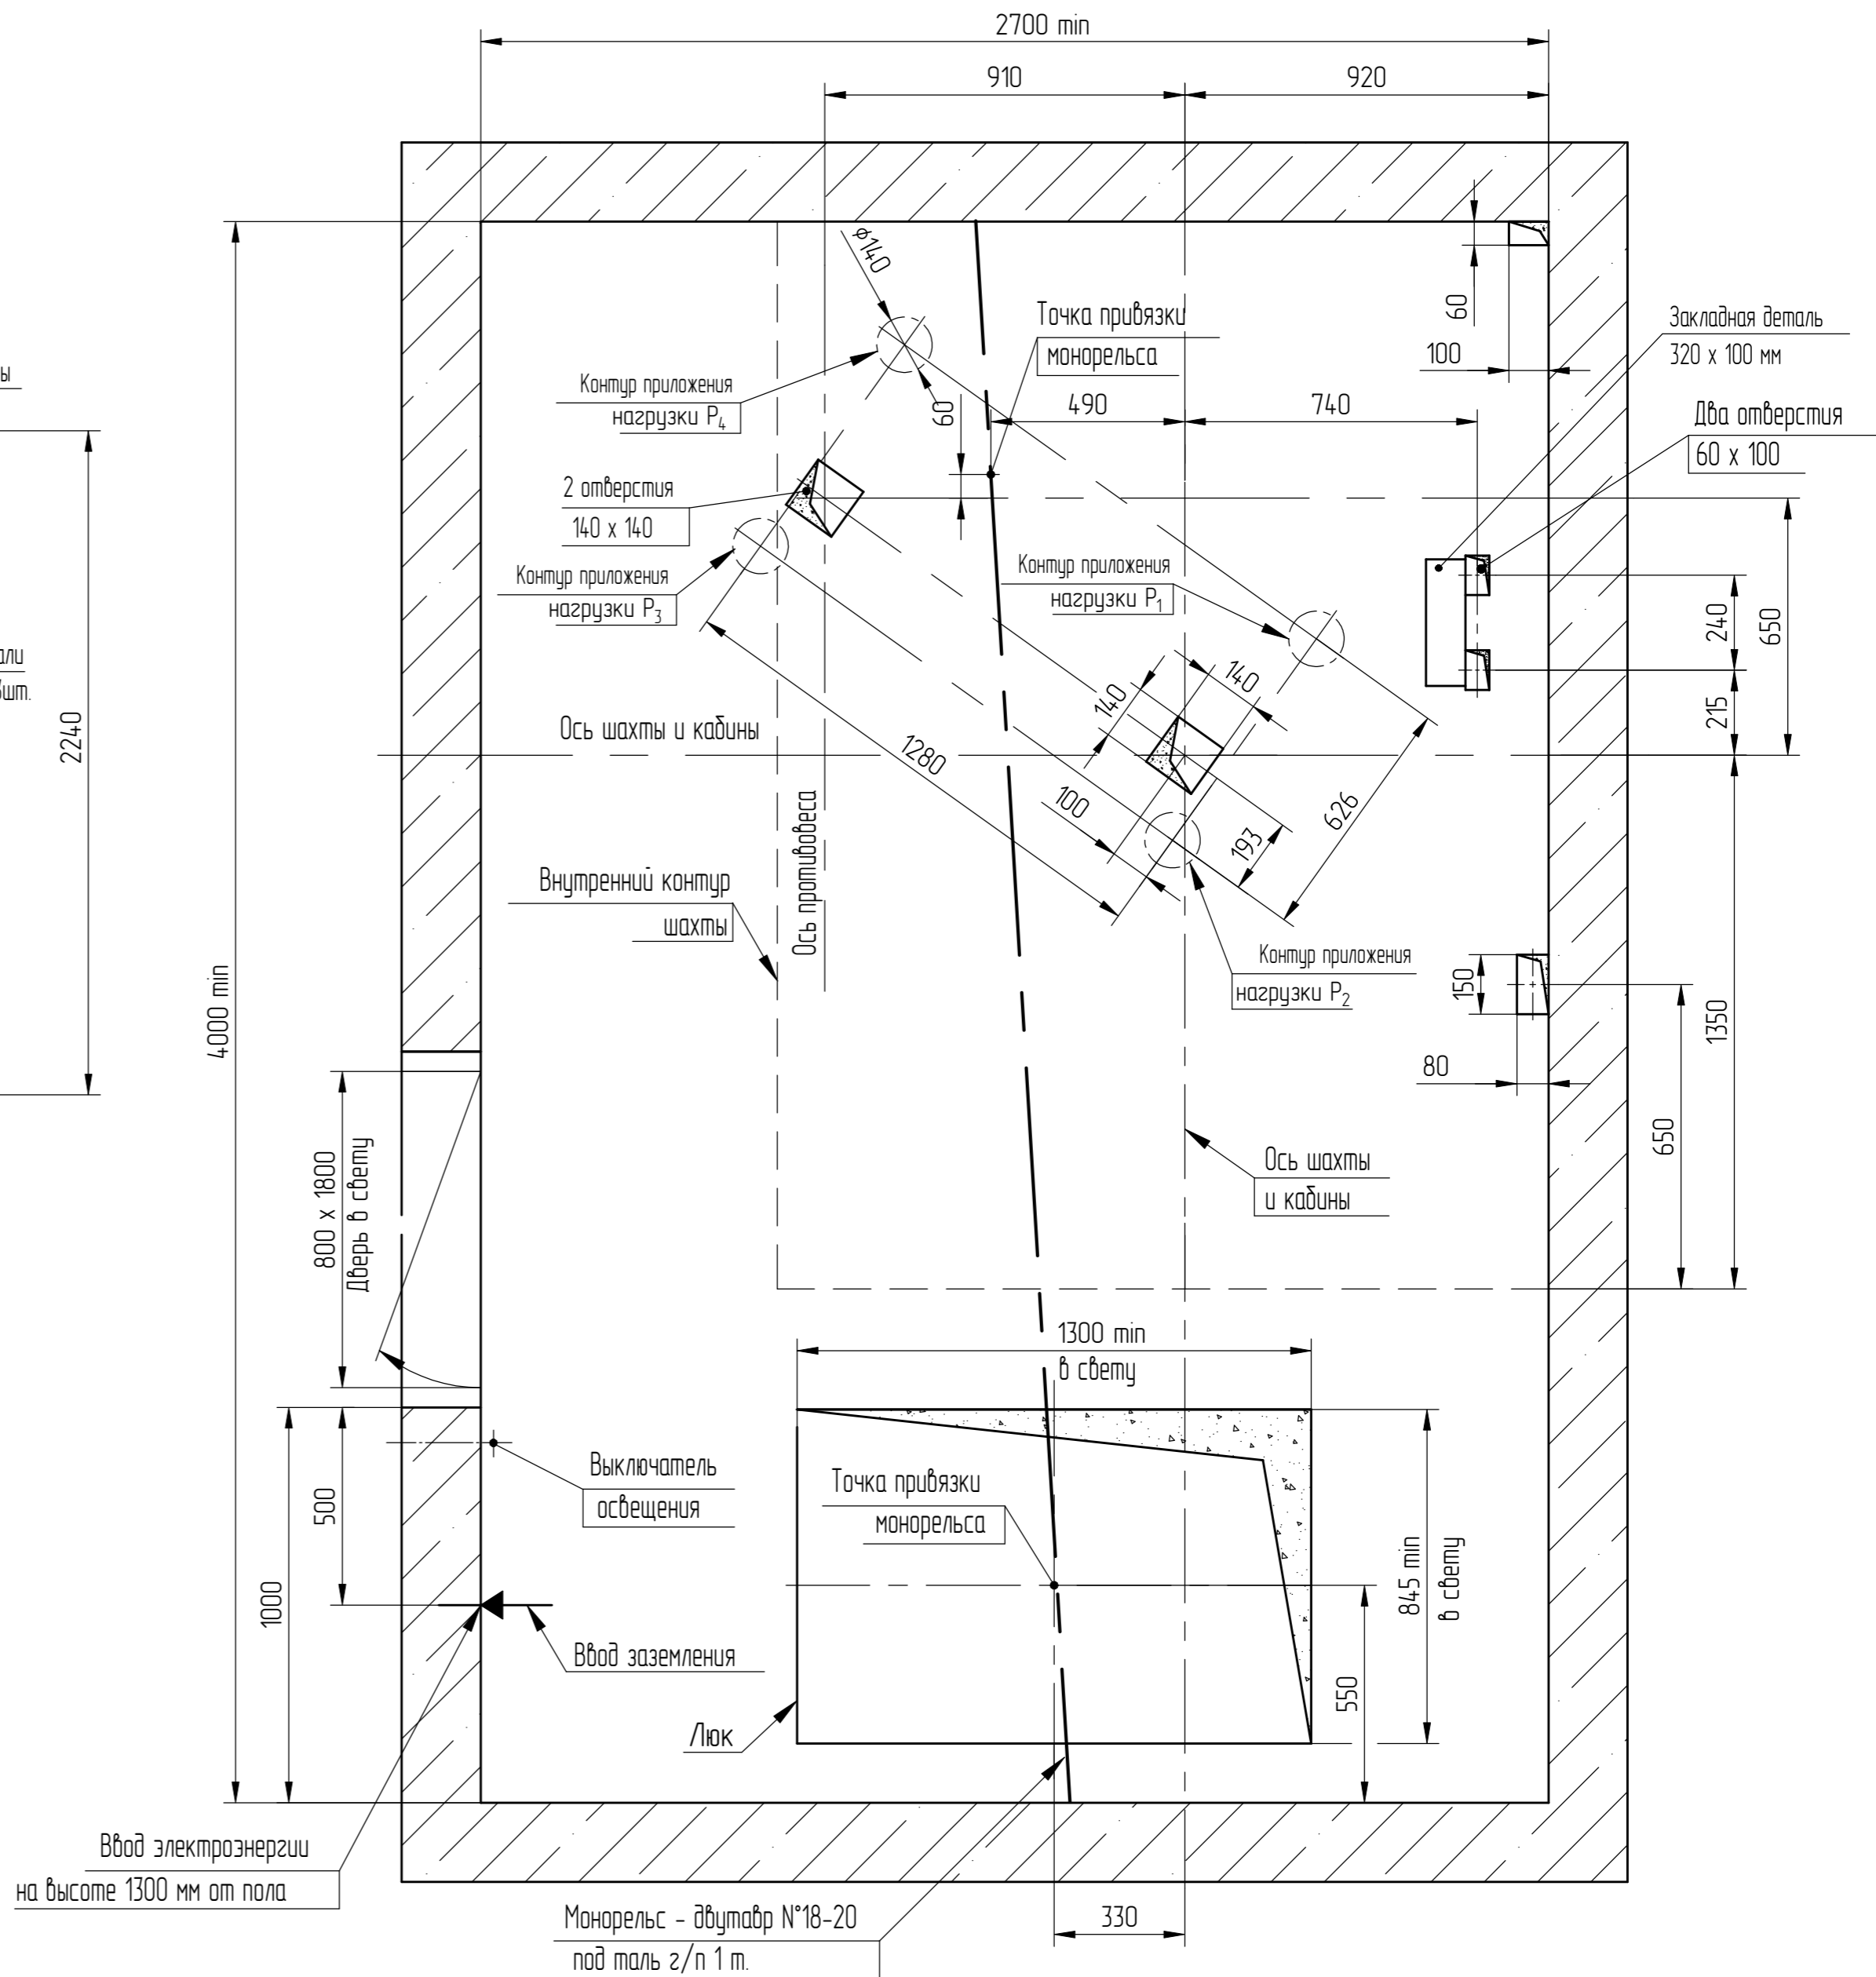 2700 min
910
920
ø140
Точка привязки
монорельса
60
100
Закладная деталь
320 x 100 мм
Два отверстия
60 x 100
Контур приложения
нагрузки P₄
60
490
740
2 отверстия
140 x 140
Контур приложения
нагрузки P₃
Контур приложения
нагрузки P₁
240
650
215
ы
2240
али
шт.
Ось шахты и кабины
140
140
1280
100
193
626
Ось противовеса
Внутренний контур
шахты
Контур приложения
нагрузки P₂
150
80
1350
650
4000 min
800 x 1800
Дверь в свету
Ось шахты
и кабины
1300 min
в свету
Выключатель
освещения
Точка привязки
монорельса
500
1000
845 min
в свету
550
Ввод заземления
Люк
Ввод электроэнергии
на высоте 1300 мм от пола
Монорельс - двутавр N°18-20
под таль г/п 1 т.
330